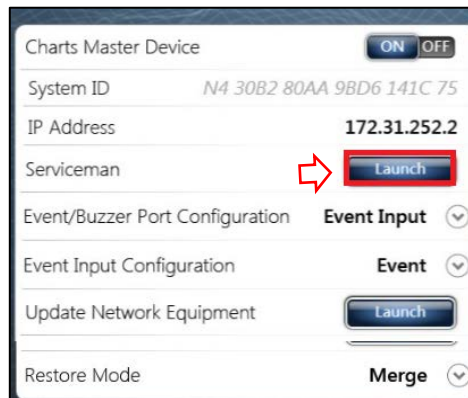 Charts Master Device ON OFF
System ID N4 30B2 80AA 9BD6 141C 75
IP Address 172.31.252.2
Serviceman Launch
Event/Buzzer Port Configuration Event Input
Event Input Configuration Event
Update Network Equipment Launch
Restore Mode Merge